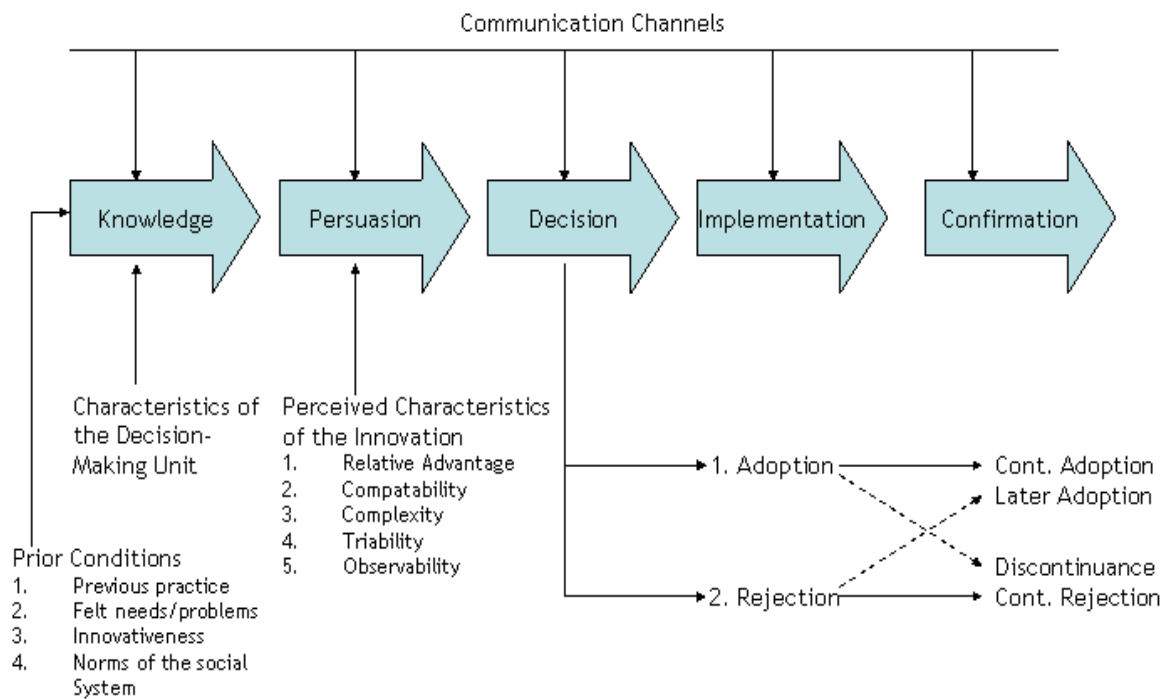 Communication Channels
Knowledge
Persuasion
Decision
Implementation
Confirmation
Characteristics of
the Decision-
Making Unit
Perceived Characteristics
of the Innovation
1. Relative Advantage
2. Compatability
3. Complexity
4. Triability
5. Observability
1. Adoption
Cont. Adoption
Later Adoption
Discontinuance
2. Rejection
Cont. Rejection
Prior Conditions
1. Previous practice
2. Felt needs/problems
3. Innovativeness
4. Norms of the social
System